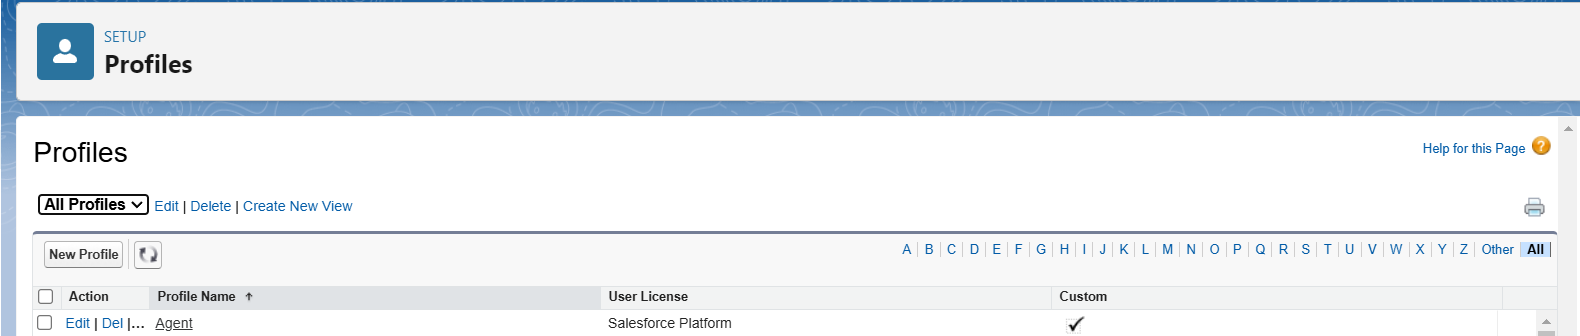 SETUP
Profiles
Profiles
Help for this Page ?
All Profiles Edit | Delete | Create New View
New Profile A | B | C | D | E | F | G | H | I | J | K | L | M | N | O | P | Q | R | S | T | U | V | W | X | Y | Z | Other | All
Action Profile Name ↑ User License Custom
Edit | Del |... Agent Salesforce Platform ✓